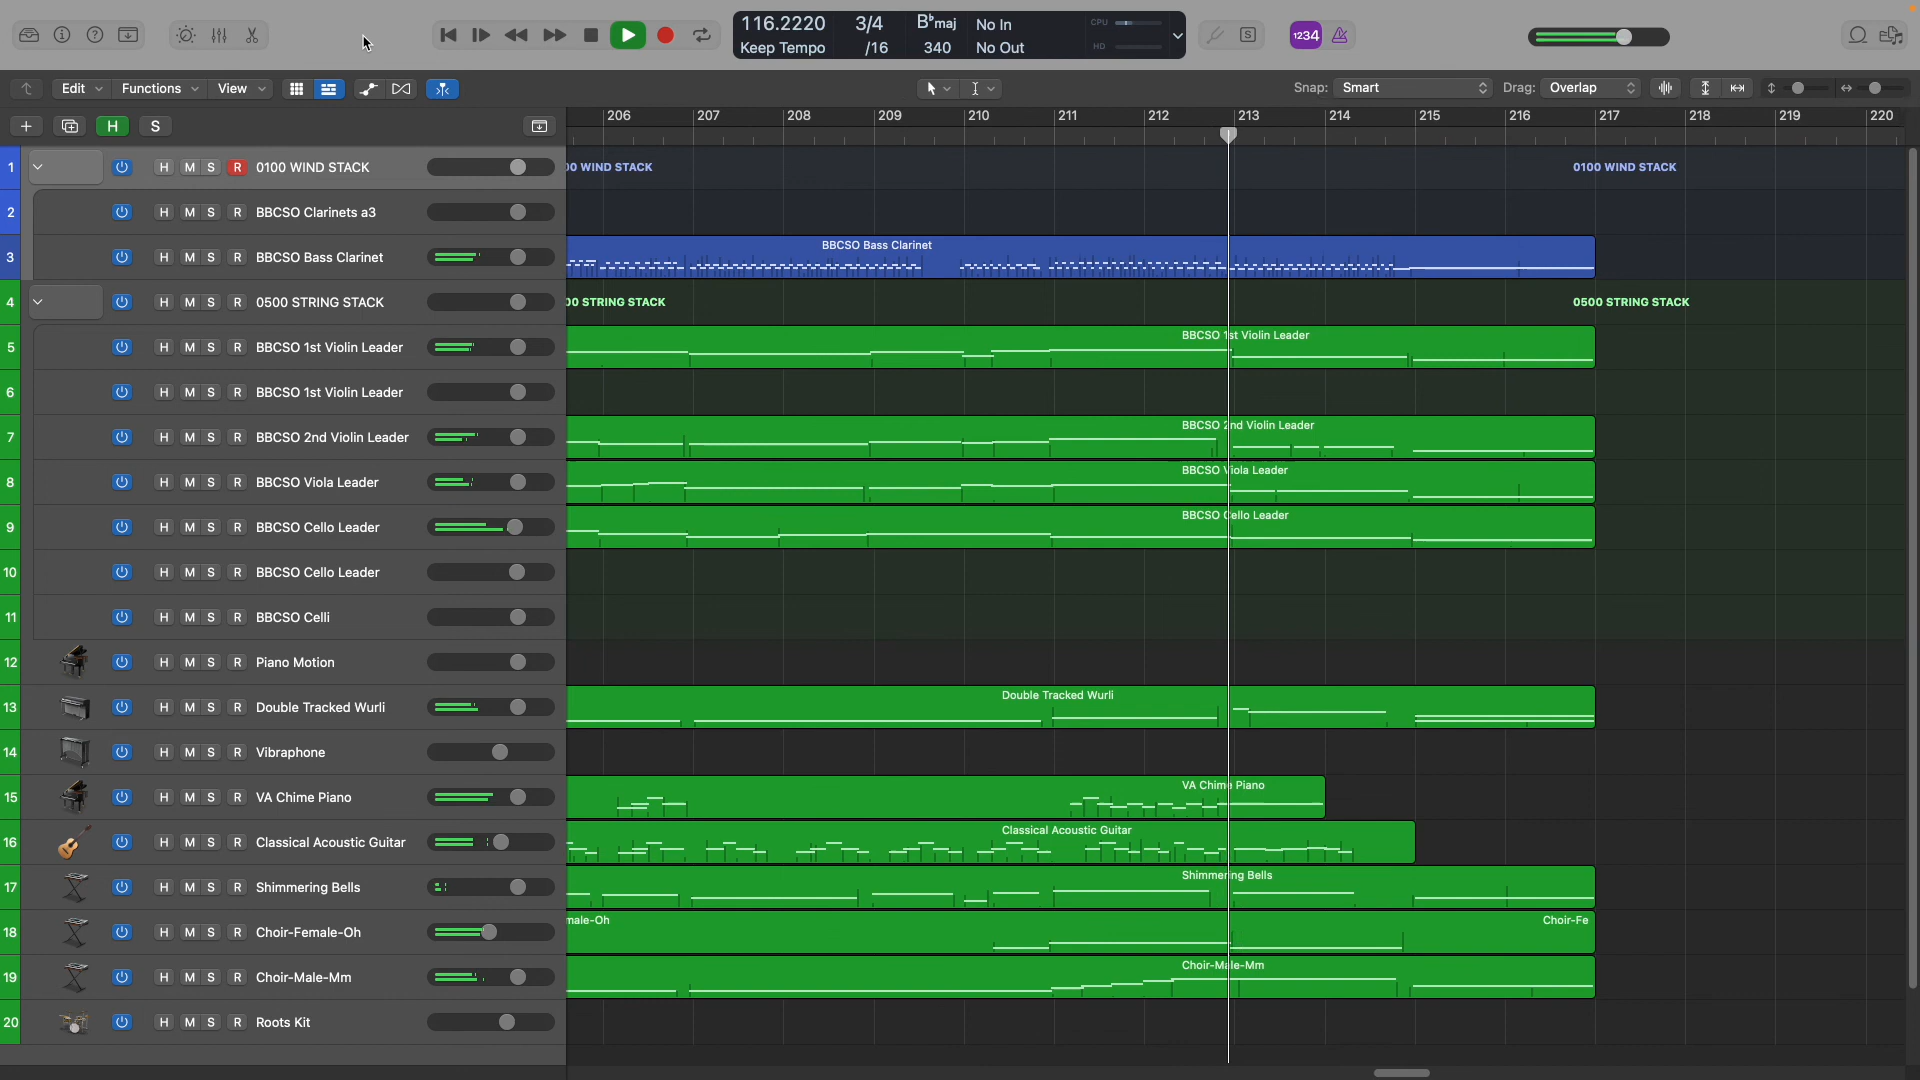 116.2220 3/4 B♭maj No In CPU
Keep Tempo /16 340 No Out HD
1234
Edit Functions View Snap: Smart Drag: Overlap
H S 206 207 208 209 210 211 212 213 214 215 216 217 218 219 220
1 H M S R 0100 WIND STACK 00 WIND STACK 0100 WIND STACK
2 H M S R BBCSO Clarinets a3
3 H M S R BBCSO Bass Clarinet BBCSO Bass Clarinet
4 H M S R 0500 STRING STACK 00 STRING STACK 0500 STRING STACK
5 H M S R BBCSO 1st Violin Leader BBCSO 1st Violin Leader
6 H M S R BBCSO 1st Violin Leader
7 H M S R BBCSO 2nd Violin Leader BBCSO 2nd Violin Leader
8 H M S R BBCSO Viola Leader BBCSO Viola Leader
9 H M S R BBCSO Cello Leader BBCSO Cello Leader
10 H M S R BBCSO Cello Leader
11 H M S R BBCSO Celli
12 H M S R Piano Motion
13 H M S R Double Tracked Wurli Double Tracked Wurli
14 H M S R Vibraphone
15 H M S R VA Chime Piano VA Chime Piano
16 H M S R Classical Acoustic Guitar Classical Acoustic Guitar
17 H M S R Shimmering Bells Shimmering Bells
18 H M S R Choir-Female-Oh male-Oh Choir-Fe
19 H M S R Choir-Male-Mm Choir-Male-Mm
20 H M S R Roots Kit